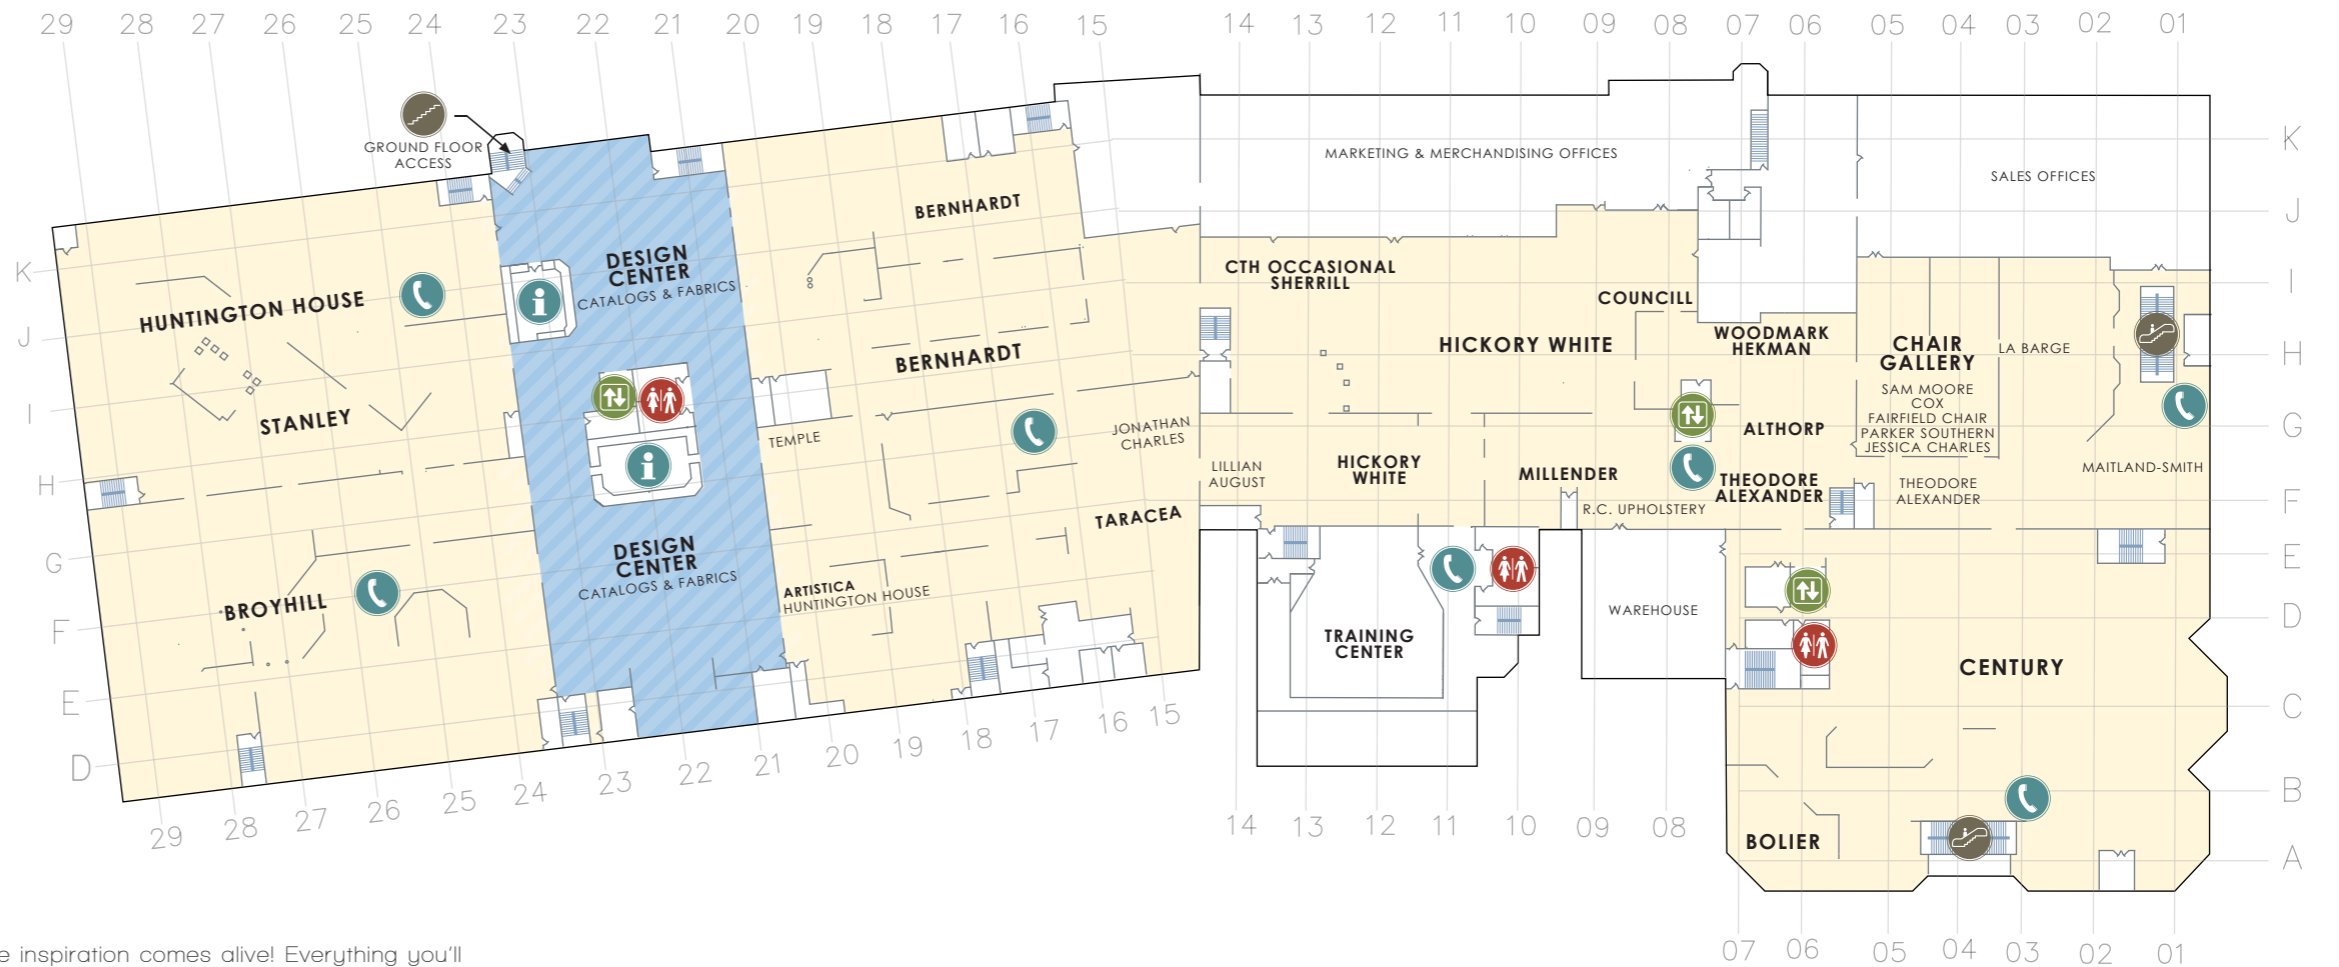 29 28 27 26 25 24 23 22 21 20 19 18 17 16 15 14 13 12 11 10 09 08 07 06 05 04 03 02 01
GROUND FLOOR
ACCESS
K
J
I
H
G
F
E
D
HUNTINGTON HOUSE
STANLEY
BROYHILL
DESIGN
CENTER
CATALOGS & FABRICS
DESIGN
CENTER
CATALOGS & FABRICS
BERNHARDT
BERNHARDT
TEMPLE
JONATHAN
CHARLES
TARACEA
ARTISTICA
HUNTINGTON HOUSE
MARKETING & MERCHANDISING OFFICES
SALES OFFICES
CTH OCCASIONAL
SHERRILL
COUNCILL
HICKORY WHITE
WOODMARK
HEKMAN
CHAIR
GALLERY
SAM MOORE
COX
FAIRFIELD CHAIR
PARKER SOUTHERN
JESSICA CHARLES
LA BARGE
ALTHORP
LILLIAN
AUGUST
HICKORY
WHITE
MILLENDER
R.C. UPHOLSTERY
THEODORE
ALEXANDER
THEODORE
ALEXANDER
MAITLAND-SMITH
TRAINING
CENTER
WAREHOUSE
CENTURY
BOLIER
K
J
I
H
G
F
E
D
C
B
A
29 28 27 26 25 24 23 22 21 20 19 18 17 16 15
14 13 12 11 10 09 08
07 06 05 04 03 02 01
e inspiration comes alive! Everything you'll